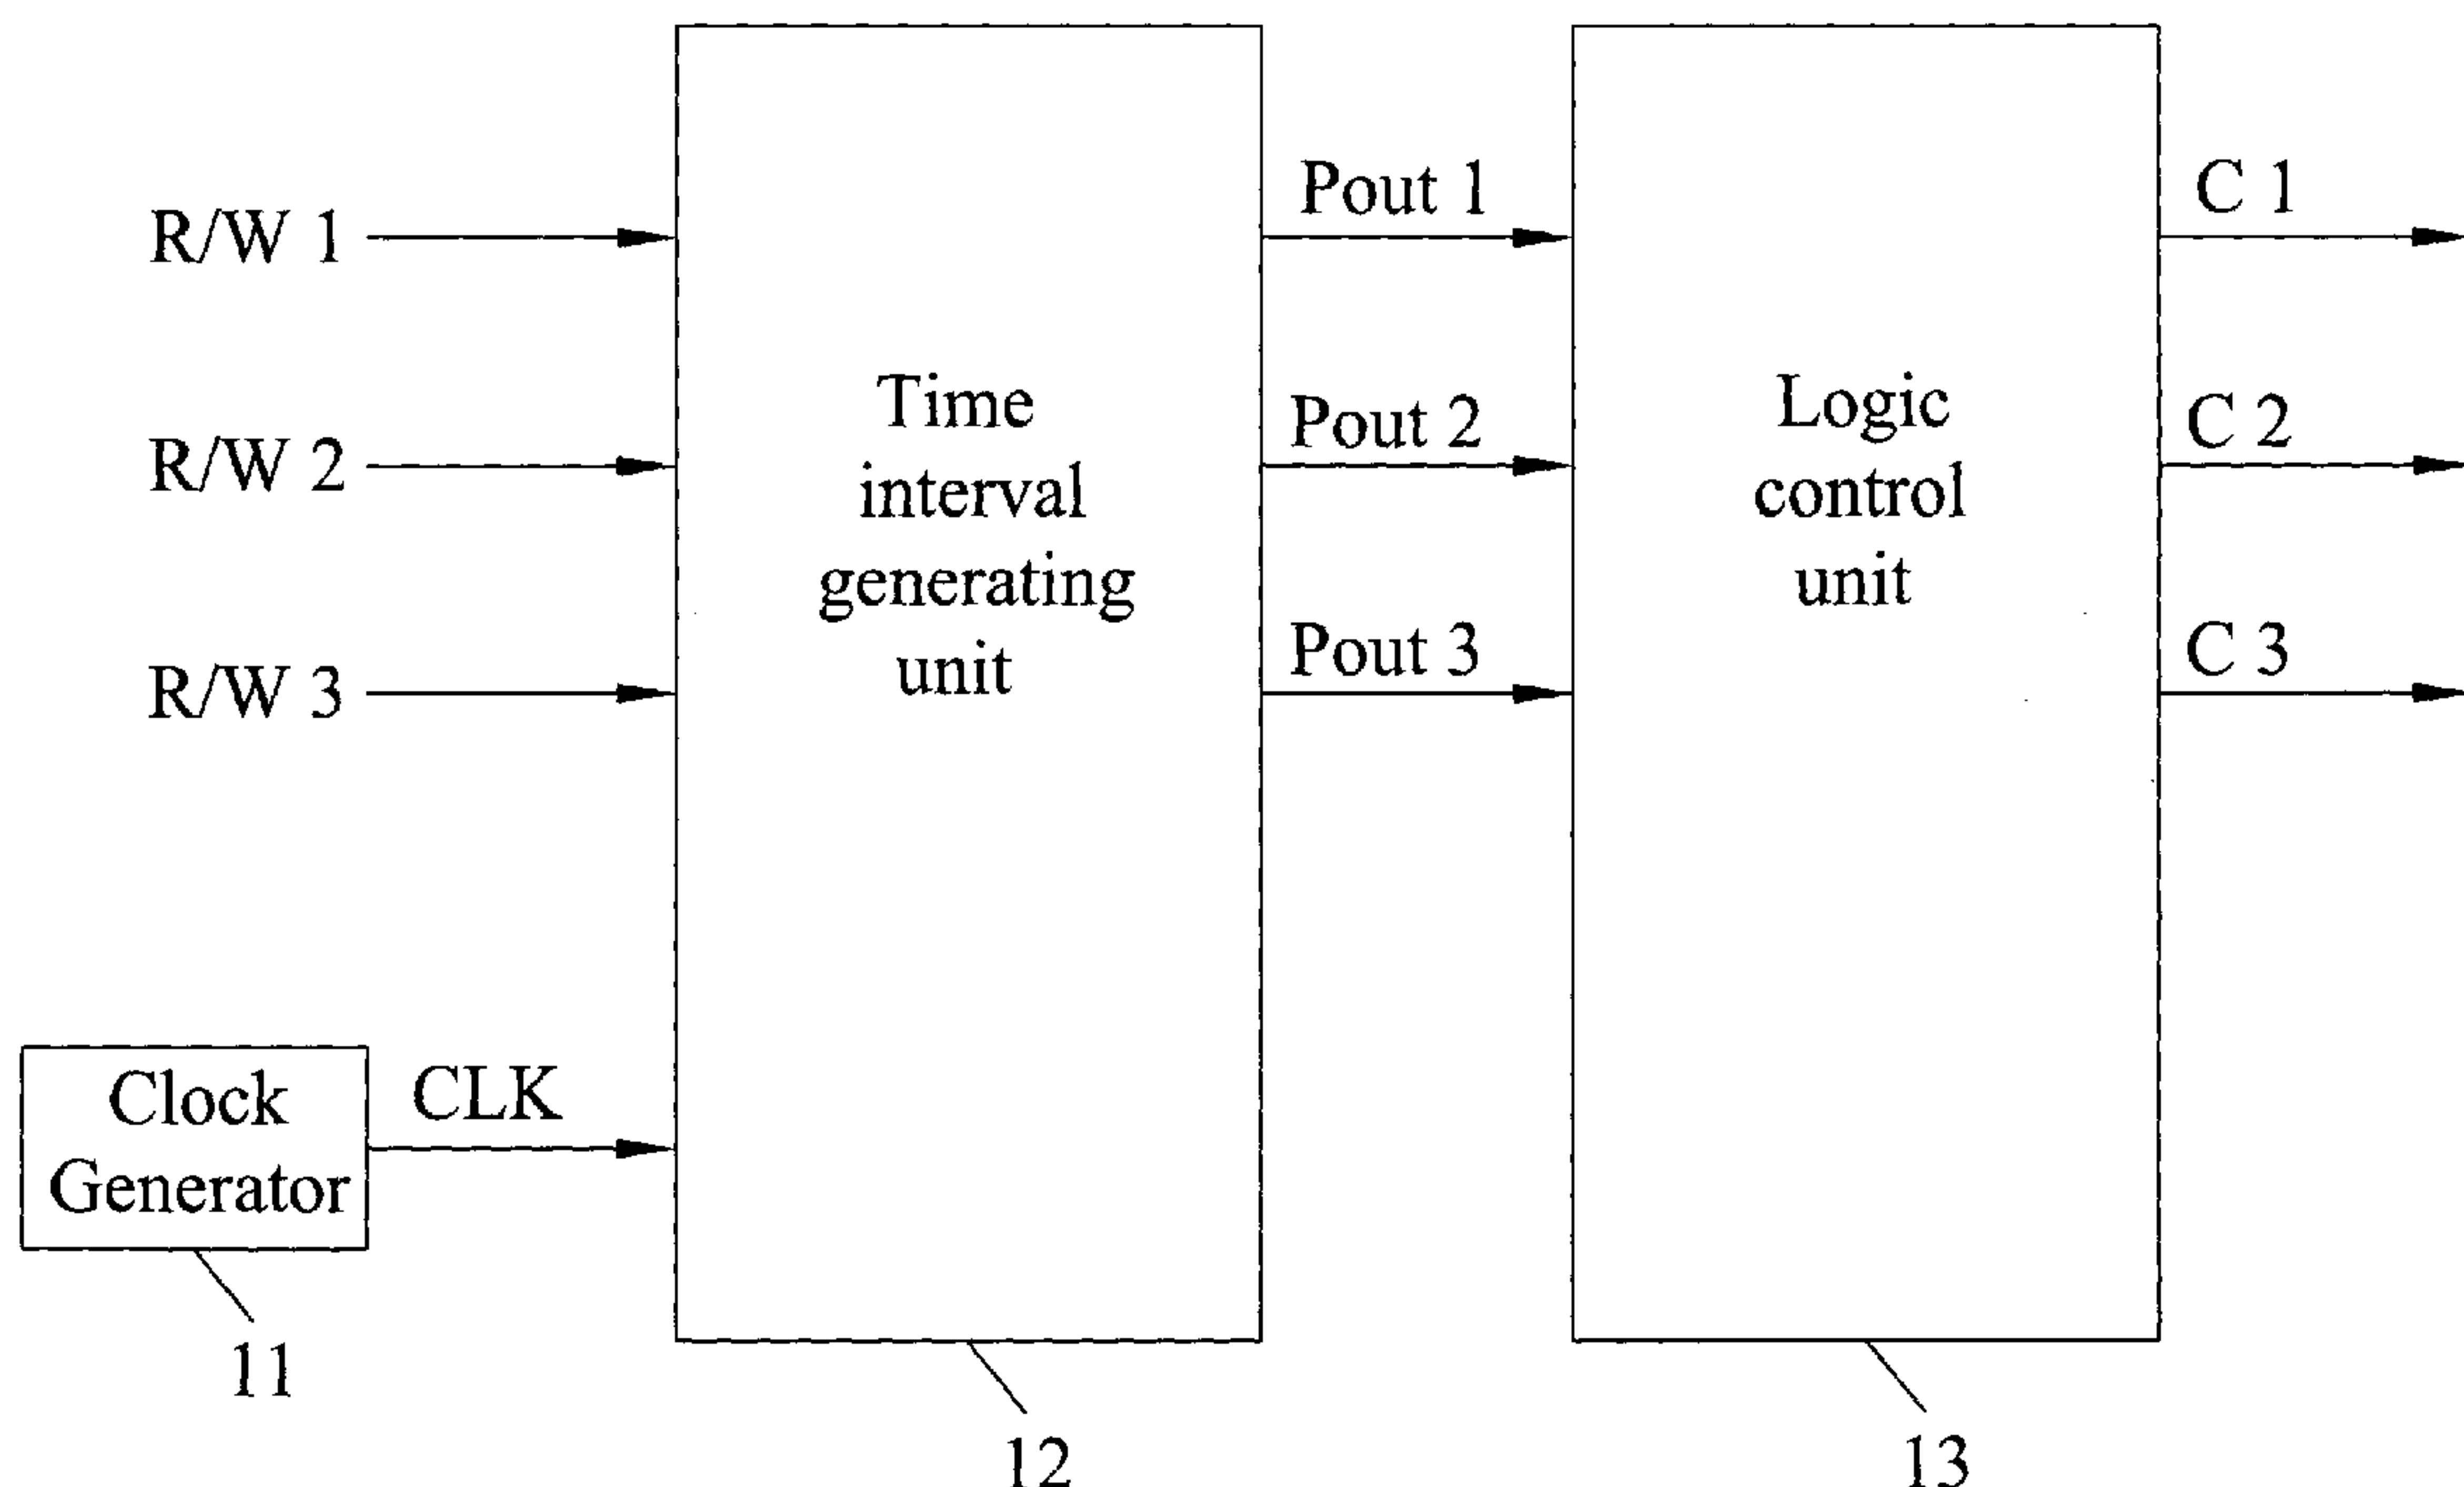 R/W 1
R/W 2
R/W 3
Clock
Generator
CLK
11
Time
interval
generating
unit
12
Pout 1
Pout 2
Pout 3
Logic
control
unit
13
C 1
C 2
C 3